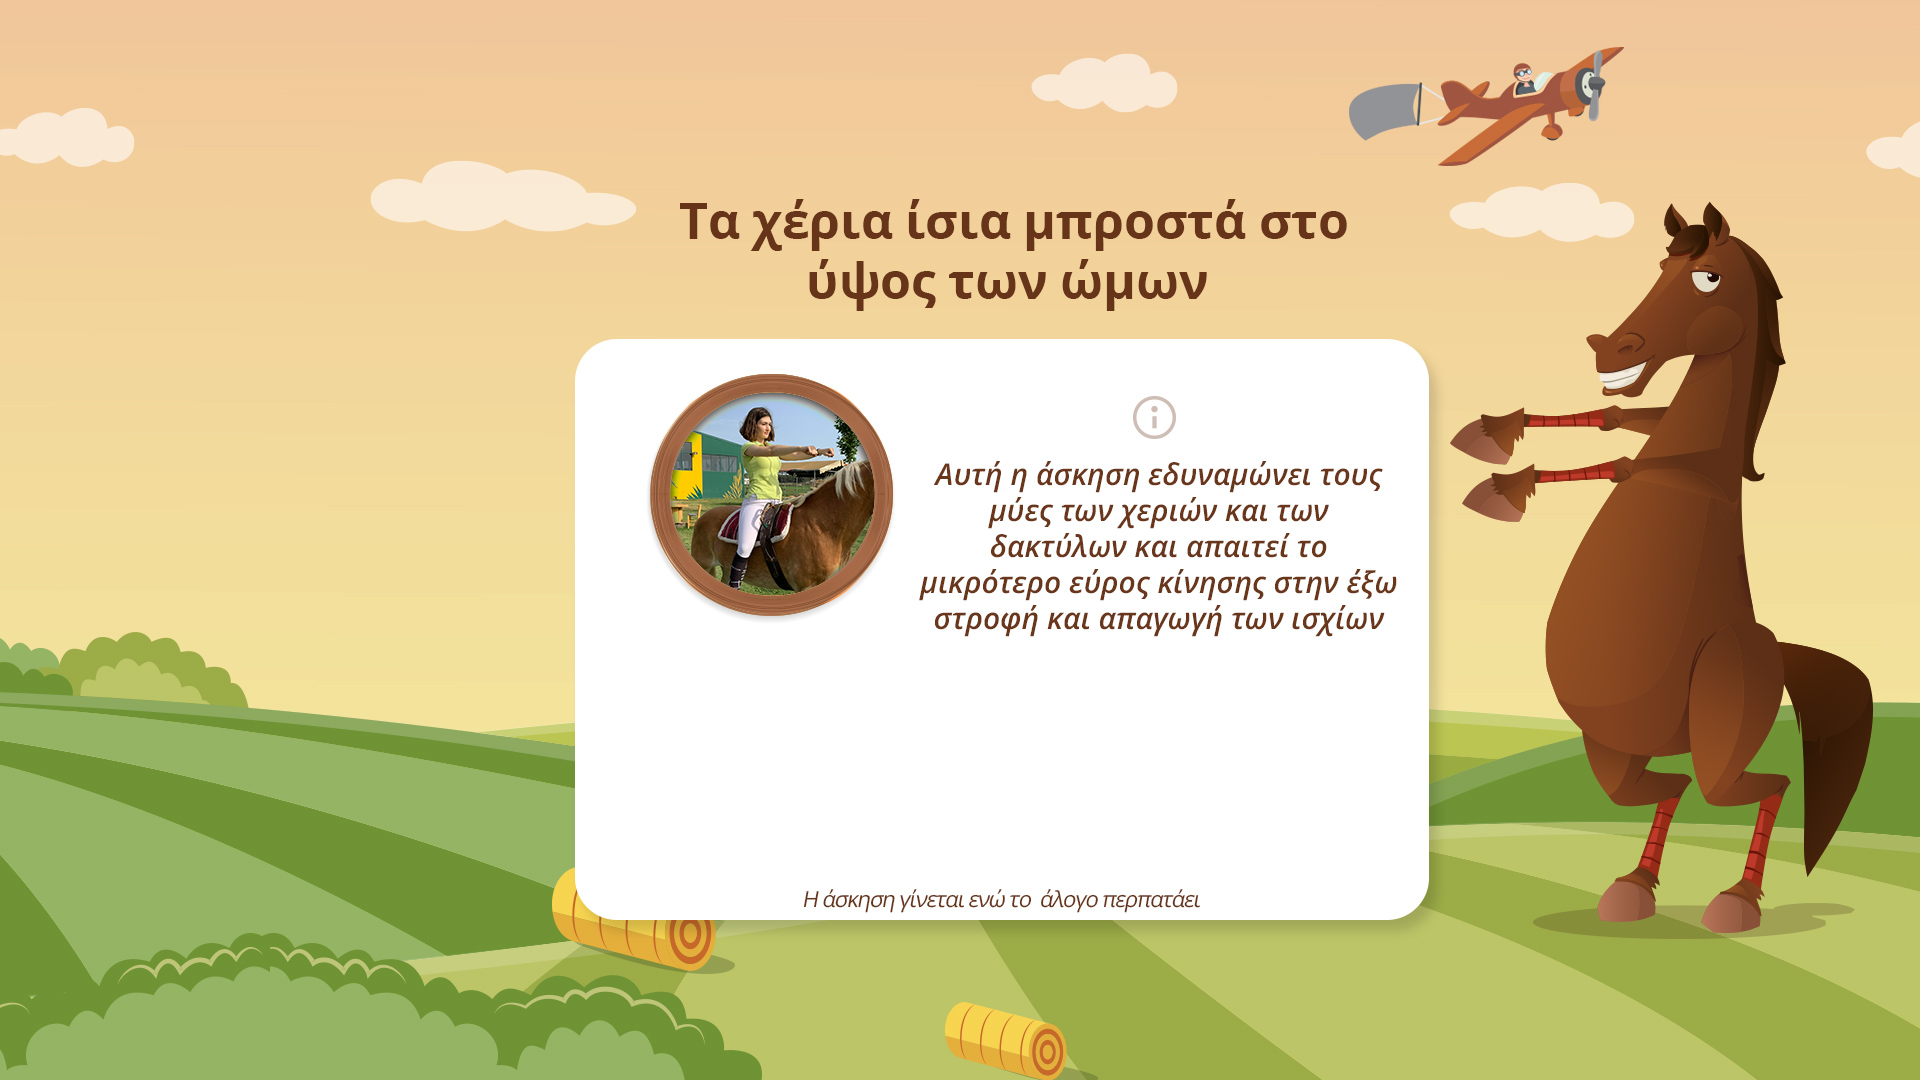 Τα χέρια ίσια μπροστά στο
ύψος των ώμων
Αυτή η άσκηση εδυναμώνει τους
μύες των χεριών και των
δακτύλων και απαιτεί το
μικρότερο εύρος κίνησης στην έξω
στροφή και απαγωγή των ισχίων
Η άσκηση γίνεται ενώ το  άλογο περπατάει